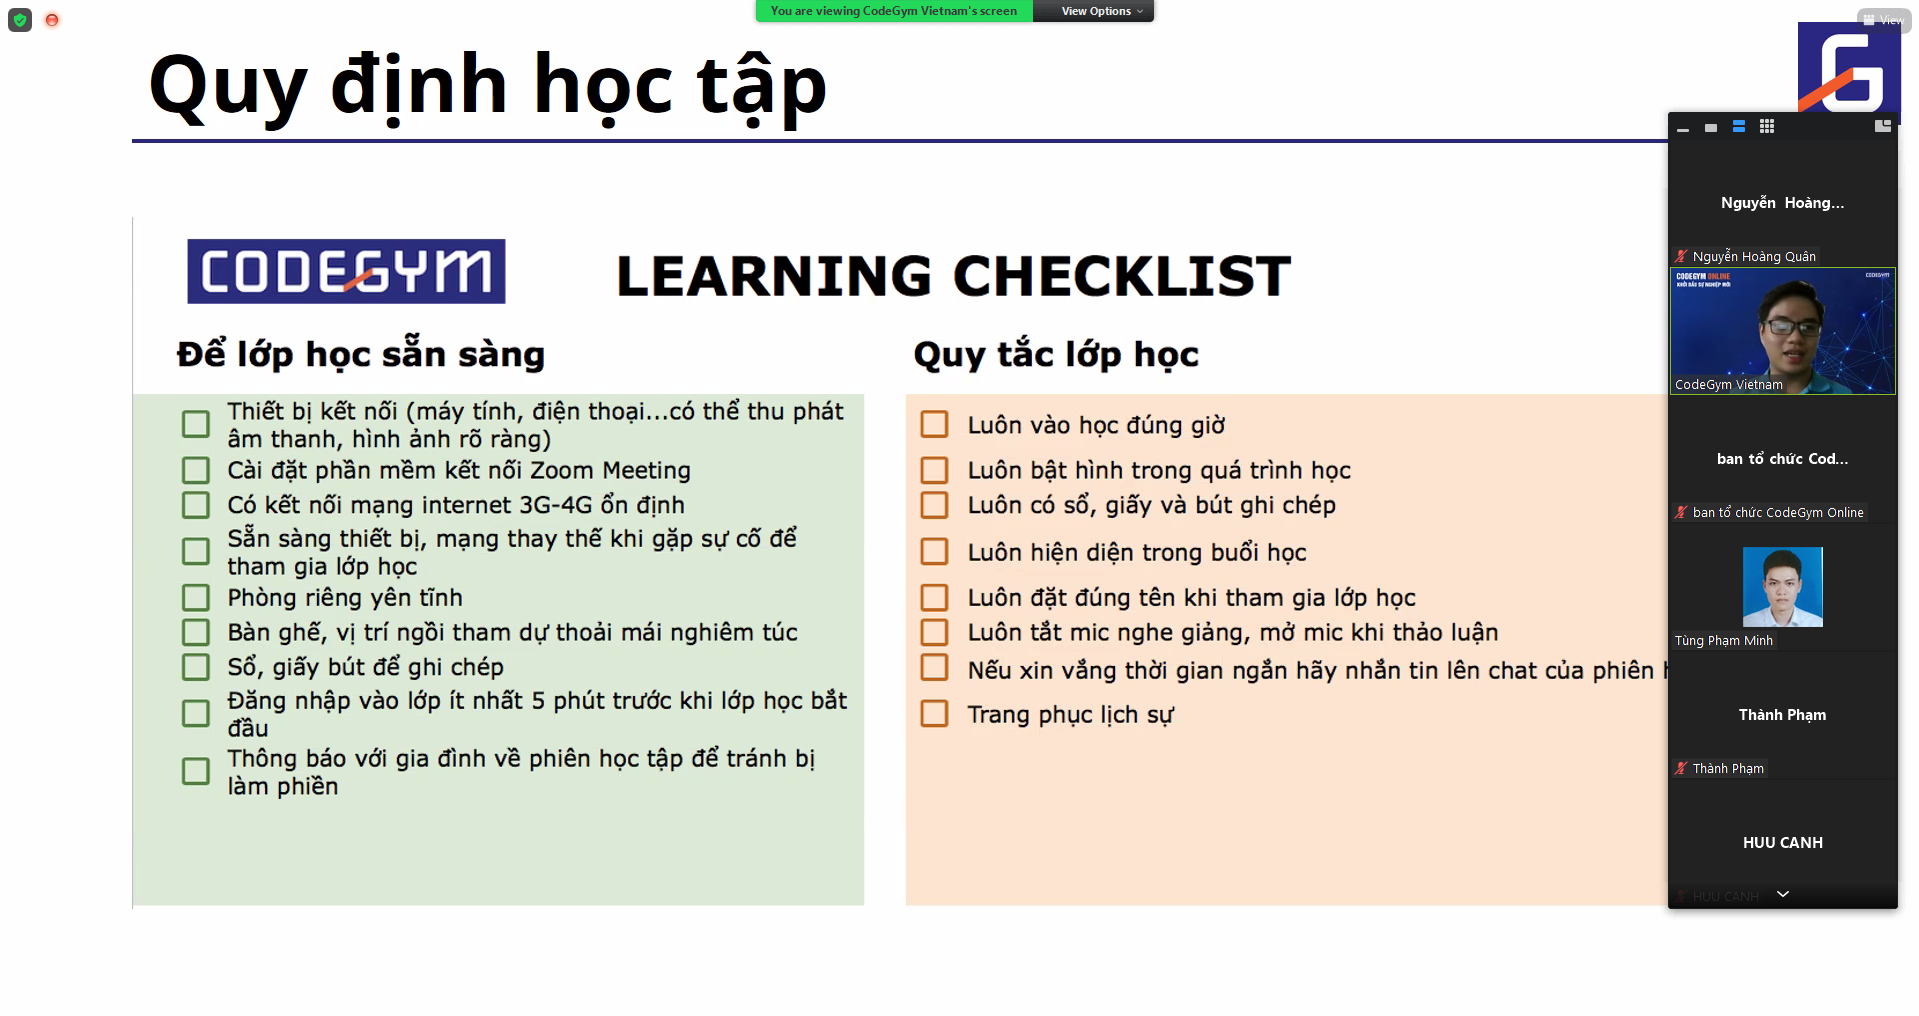 You are viewing CodeGym Vietnam's screen
View Options
View
Quy định học tập
CODEGYM
LEARNING CHECKLIST
Để lớp học sẵn sàng
Thiết bị kết nối (máy tính, điện thoại...có thể thu phát
âm thanh, hình ảnh rõ ràng)
Cài đặt phần mềm kết nối Zoom Meeting
Có kết nối mạng internet 3G-4G ổn định
Sẵn sàng thiết bị, mạng thay thế khi gặp sự cố để
tham gia lớp học
Phòng riêng yên tĩnh
Bàn ghế, vị trí ngồi tham dự thoải mái nghiêm túc
Sổ, giấy bút để ghi chép
Đăng nhập vào lớp ít nhất 5 phút trước khi lớp học bắt
đầu
Thông báo với gia đình về phiên học tập để tránh bị
làm phiền
Quy tắc lớp học
Luôn vào học đúng giờ
Luôn bật hình trong quá trình học
Luôn có sổ, giấy và bút ghi chép
Luôn hiện diện trong buổi học
Luôn đặt đúng tên khi tham gia lớp học
Luôn tắt mic nghe giảng, mở mic khi thảo luận
Nếu xin vắng thời gian ngắn hãy nhắn tin lên chat của phiên
Trang phục lịch sự
Nguyễn Hoàng...
Nguyễn Hoàng Quân
CODEGYM ONLINE
KHỞI ĐẦU SỰ NGHIỆP MỚI
CODEGYM
CodeGym Vietnam
ban tổ chức Cod...
ban tổ chức CodeGym Online
Tùng Phạm Minh
Thành Phạm
Thành Phạm
HUU CANH
HUU CANH